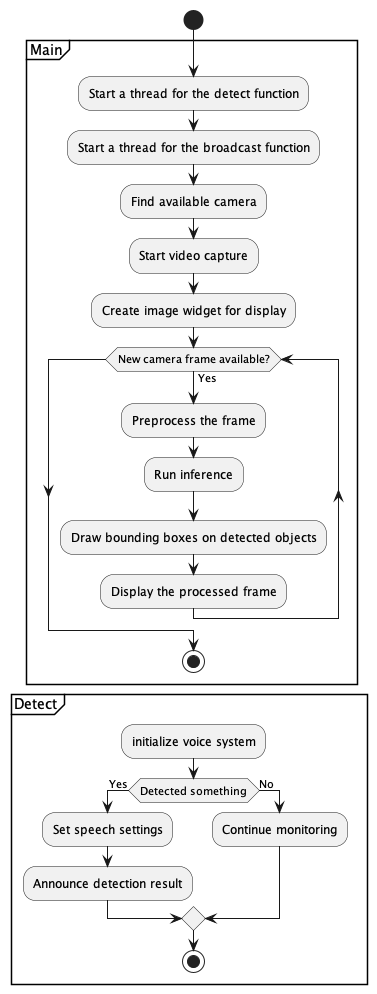 Main
Start a thread for the detect function
Start a thread for the broadcast function
Find available camera
Start video capture
Create image widget for display
New camera frame available?
Yes
Preprocess the frame
Run inference
Draw bounding boxes on detected objects
Display the processed frame
Detect
initialize voice system
Yes Detected something No
Set speech settings Continue monitoring
Announce detection result